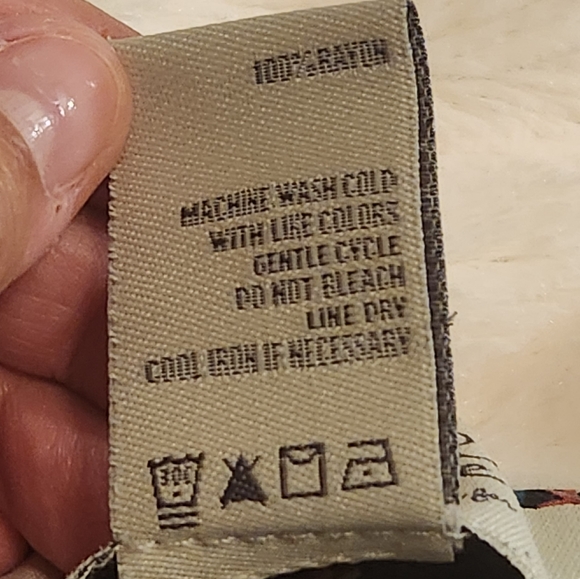 100% RAYON
MACHINE WASH COLD
WITH LIKE COLORS
GENTLE CYCLE
DO NOT BLEACH
LINE DRY
COOL IRON IF NECESSARY
30C